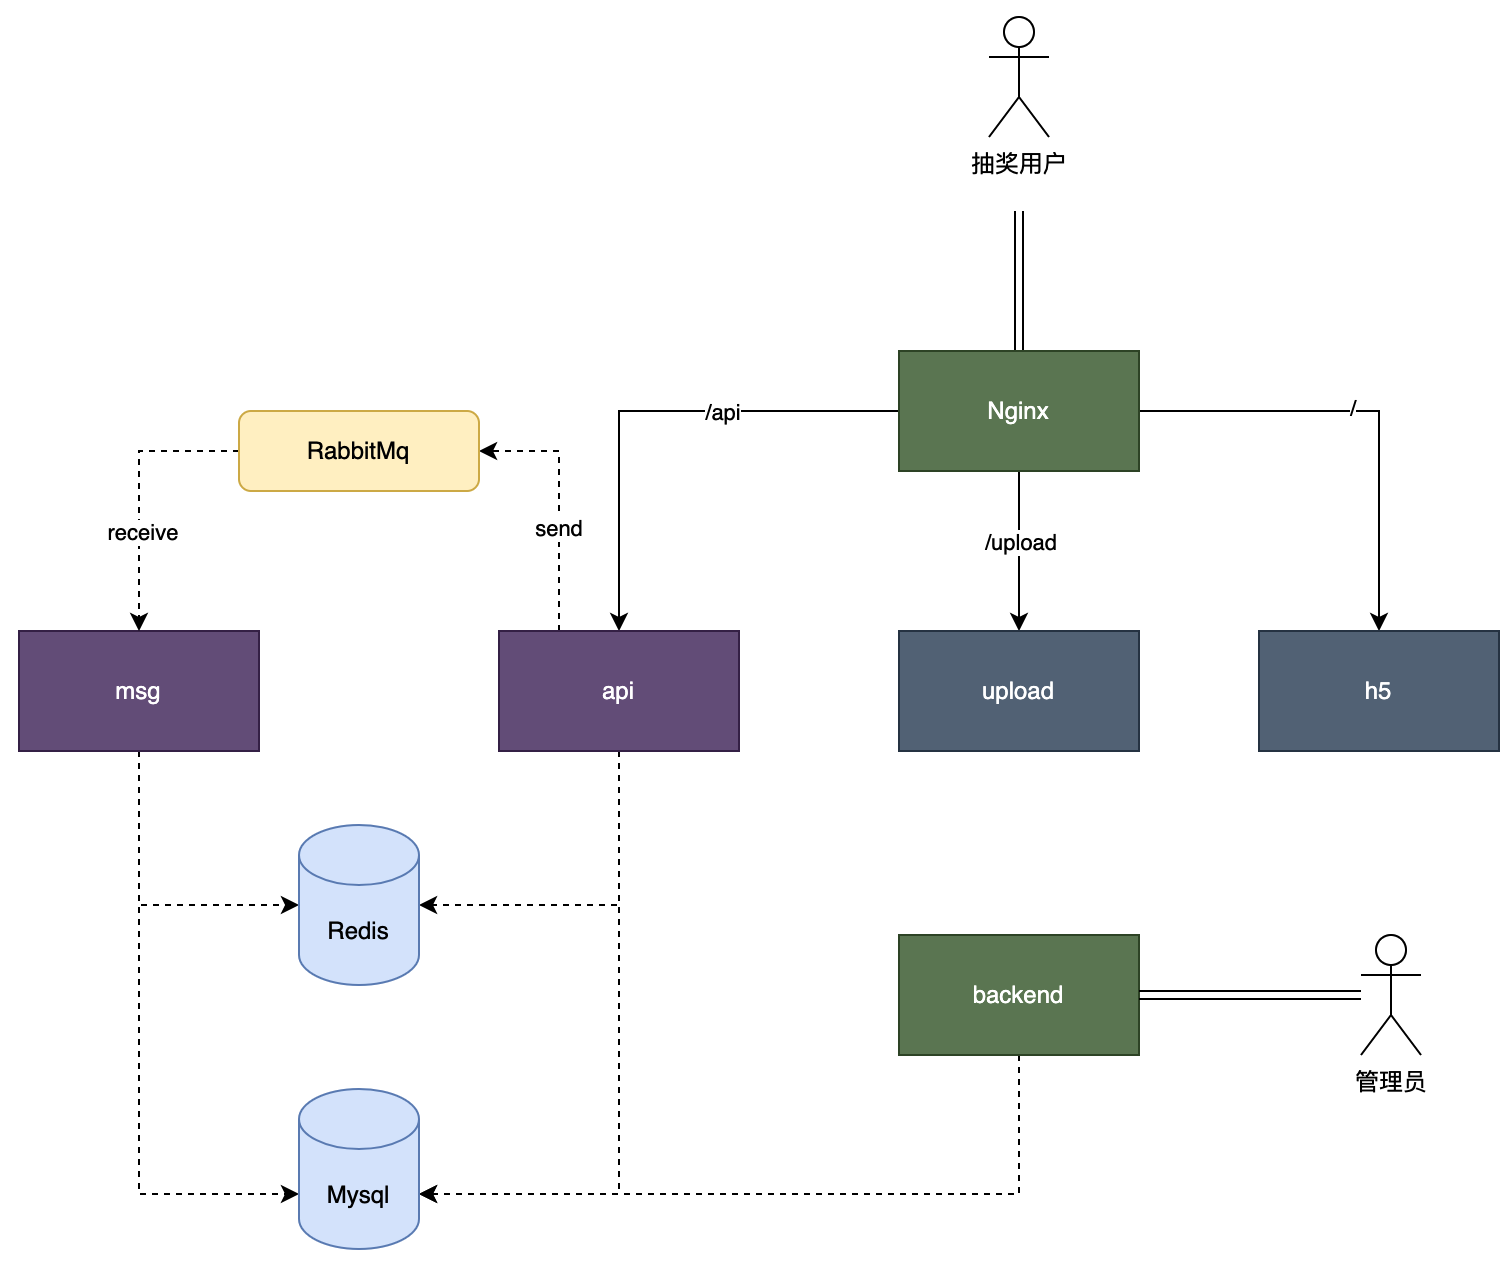 抽奖用户
Nginx
/api
/
RabbitMq
receive
send
/upload
msg
api
upload
h5
Redis
backend
管理员
Mysql